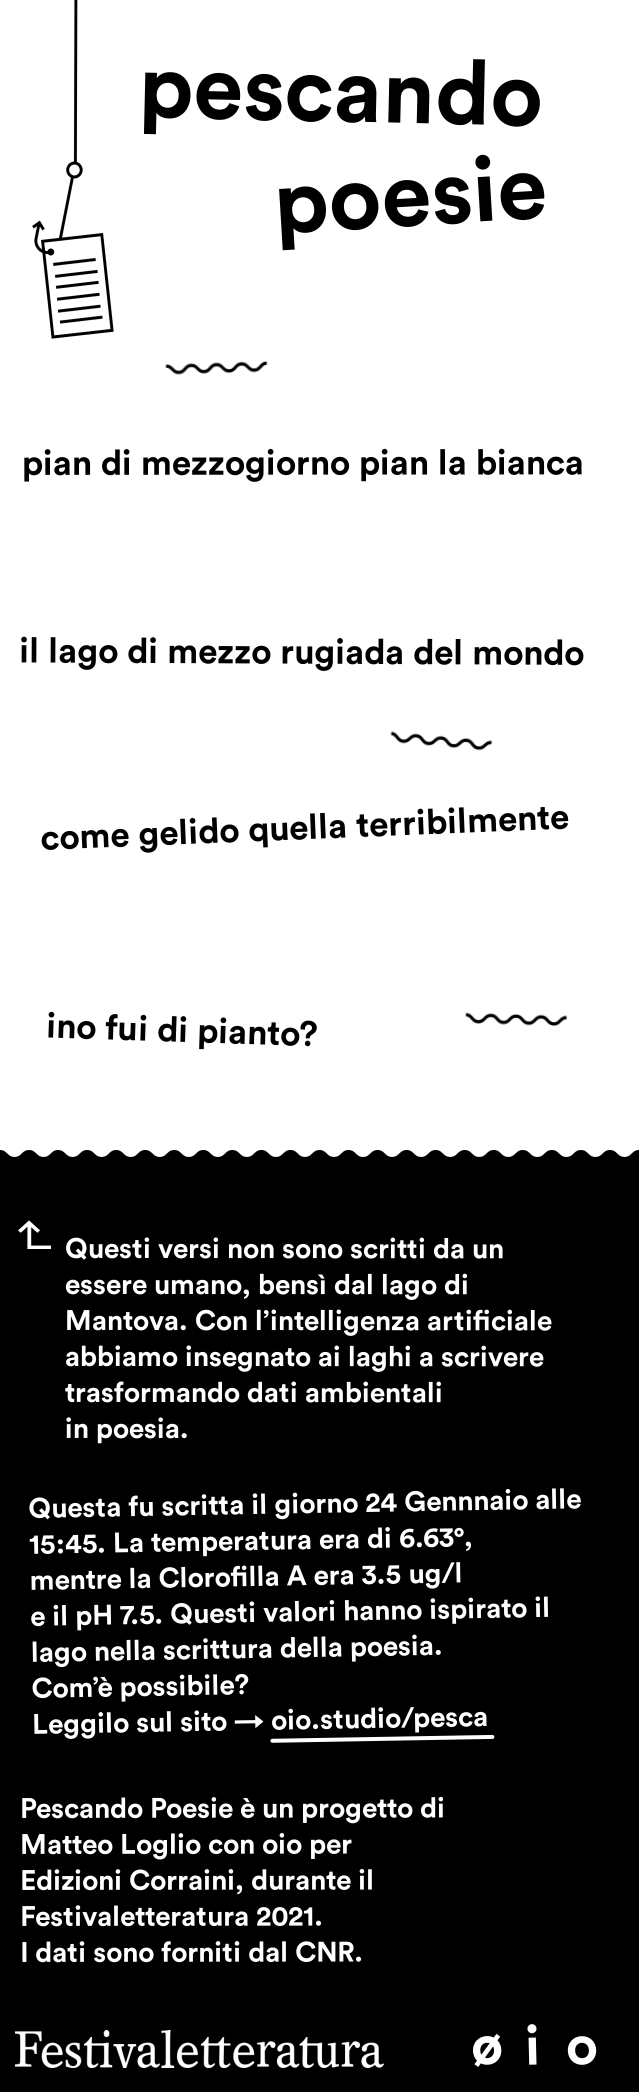 pescando
poesie
pian di mezzogiorno pian la bianca
il lago di mezzo rugiada del mondo
come gelido quella terribilmente
ino fui di pianto?
Questi versi non sono scritti da un
essere umano, bensì dal lago di
Mantova. Con l’intelligenza artificiale
abbiamo insegnato ai laghi a scrivere
trasformando dati ambientali
in poesia.
Questa fu scritta il giorno 24 Gennnaio alle
15:45. La temperatura era di 6.63°,
mentre la Clorofilla A era 3.5 ug/l
e il pH 7.5. Questi valori hanno ispirato il
lago nella scrittura della poesia.
Com’è possibile?
Leggilo sul sito → oio.studio/pesca
Pescando Poesie è un progetto di
Matteo Loglio con oio per
Edizioni Corraini, durante il
Festivaletteratura 2021.
I dati sono forniti dal CNR.
Festivaletteratura ø i o